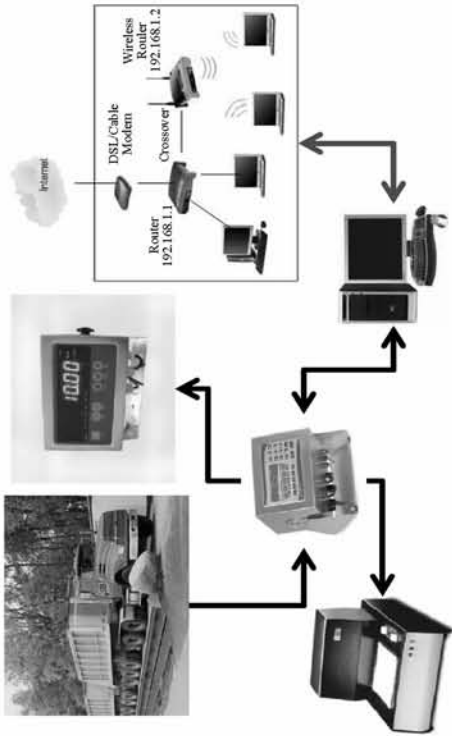 Internet
DSL/Cable
Modem
Wireless
Router
192.168.1.2
Crossover
Router
192.168.1.1
10.00